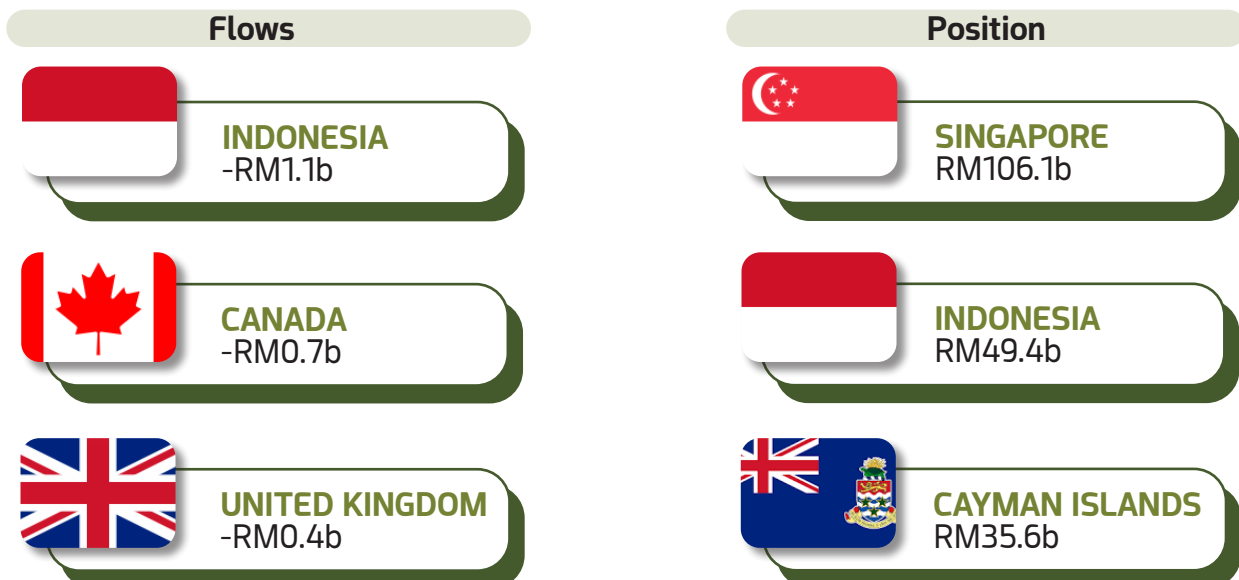 Flows
INDONESIA
-RM1.1b
CANADA
-RM0.7b
UNITED KINGDOM
-RM0.4b
Position
SINGAPORE
RM106.1b
INDONESIA
RM49.4b
CAYMAN ISLANDS
RM35.6b